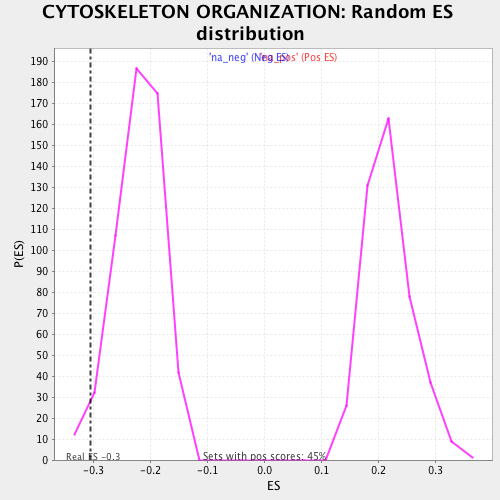 CYTOSKELETON ORGANIZATION: Random ES
distribution
'na_neg' (Neg ES)
'na_pos' (Pos ES)
190
180
170
160
150
140
130
120
110
100
90
80
70
60
50
40
30
20
10
0
P(ES)
Real ES -0.3
Sets with pos scores: 45%
-0.3 -0.2 -0.1 0.0 0.1 0.2 0.3
ES